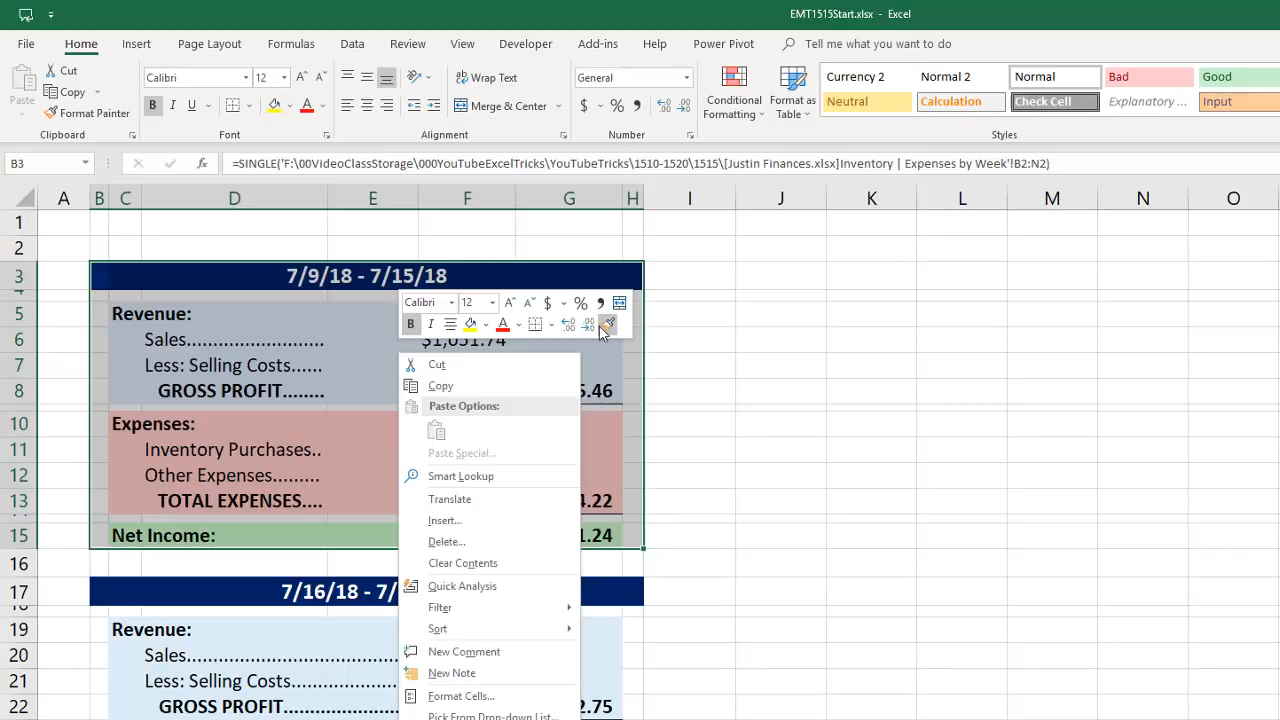 EMT1515Start.xlsx - Excel
File Home Insert Page Layout Formulas Data Review View Developer Add-ins Help Power Pivot Tell me what you want to do
Paste Cut Copy Format Painter
Calibri 12
B I U A
Wrap Text
Merge & Center
General
$ % ,
Conditional Formatting
Format as Table
Currency 2 Normal 2 Normal Bad Good
Neutral Calculation Check Cell Explanatory ... Input
Clipboard Font Alignment Number Styles
B3 fx =SINGLE('F:\00VideoClassStorage\000YouTubeExcelTricks\YouTubeTricks\1510-1520\1515\[Justin Finances.xlsx]Inventory | Expenses by Week'!B2:N2)
A B C D E F G H I J K L M N O
1
2
3 7/9/18 - 7/15/18
5 Revenue:
6 Sales..........................
7 Less: Selling Costs......
8 GROSS PROFIT........ 5.46
10 Expenses:
11 Inventory Purchases..
12 Other Expenses.........
13 TOTAL EXPENSES.... 4.22
15 Net Income: 1.24
16
17 7/16/18 - 7/
19 Revenue:
20 Sales.......................................
21 Less: Selling Costs...................
22 GROSS PROFIT..................... 2.75
Calibri 12 A A $ % ,
B I A
Cut
Copy
Paste Options:
Paste Special...
Smart Lookup
Translate
Insert...
Delete...
Clear Contents
Quick Analysis
Filter
Sort
New Comment
New Note
Format Cells...
Pick From Drop-down List...